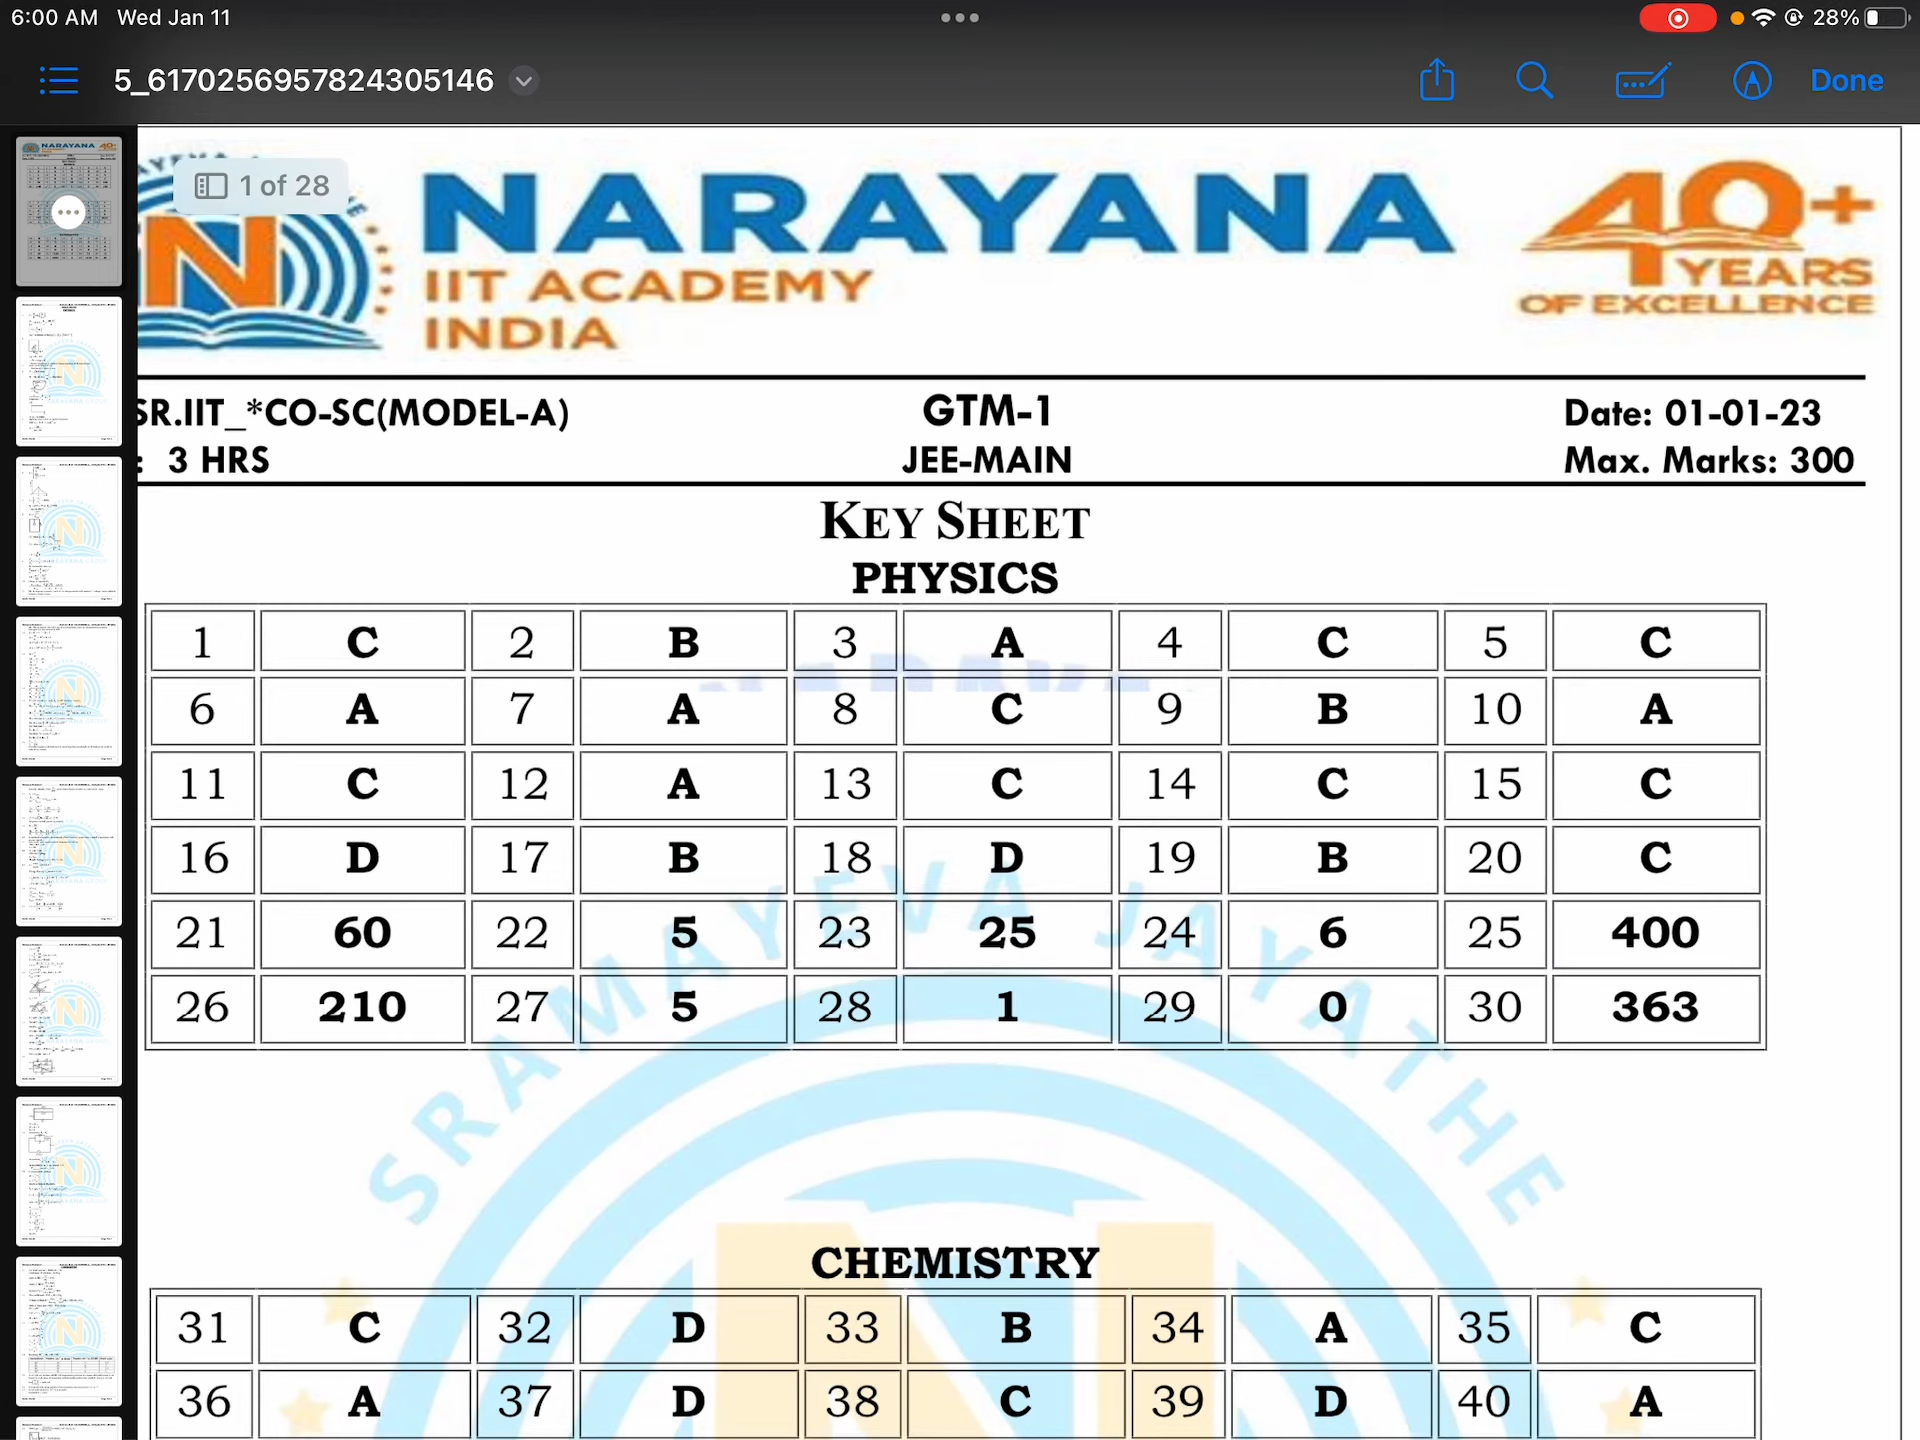 6:00 AM Wed Jan 11
28%
5_6170256957824305146
Done
1 of 28
NARAYANA
IIT ACADEMY
INDIA
40+
YEARS
OF EXCELLENCE
SR.IIT_*CO-SC(MODEL-A) GTM-1 Date: 01-01-23
: 3 HRS JEE-MAIN Max. Marks: 300
KEY SHEET
PHYSICS
1 C 2 B 3 A 4 C 5 C
6 A 7 A 8 C 9 B 10 A
11 C 12 A 13 C 14 C 15 C
16 D 17 B 18 D 19 B 20 C
21 60 22 5 23 25 24 6 25 400
26 210 27 5 28 1 29 0 30 363
SRAMAYEVA JAYATHE
CHEMISTRY
31 C 32 D 33 B 34 A 35 C
36 A 37 D 38 C 39 D 40 A